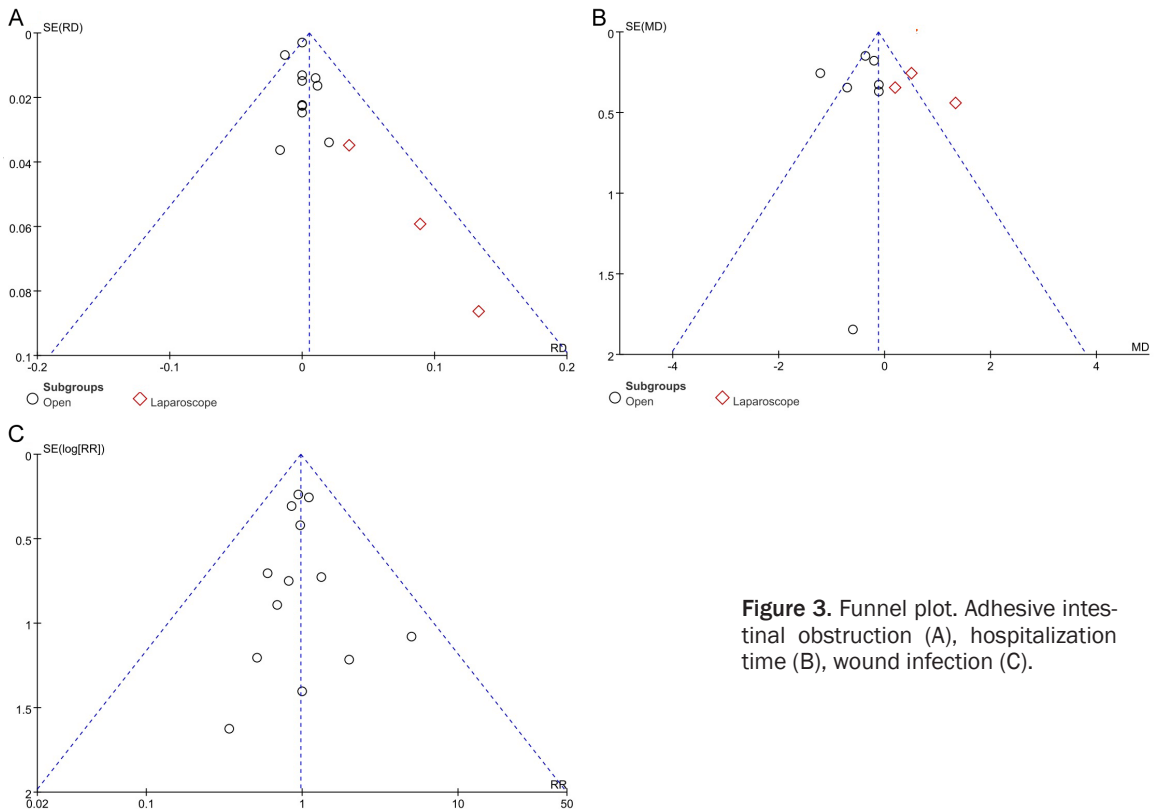 A
SE(RD)
0
0.02
0.04
0.06
0.08
0.1
-0.2
-0.1
0
0.1
0.2
RD
Subgroups
Open
Laparoscope
B
SE(MD)
0
0.5
1
1.5
2
-4
-2
0
2
4
MD
Subgroups
Open
Laparoscope
C
SE(log[RR])
0
0.5
1
1.5
2
0.02
0.1
1
10
50
RR
Figure 3. Funnel plot. Adhesive intes-
tinal obstruction (A), hospitalization
time (B), wound infection (C).